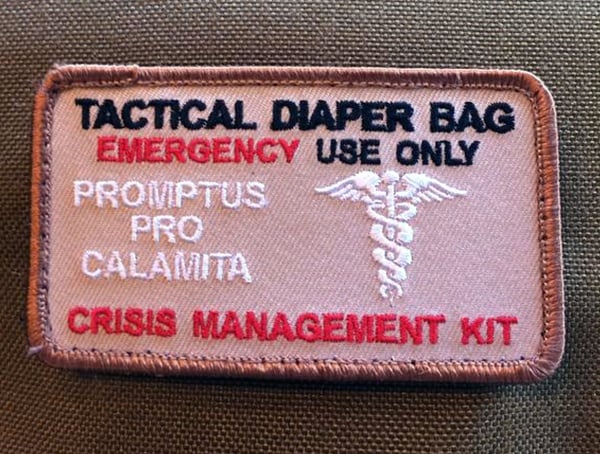 TACTICAL DIAPER BAG
EMERGENCY USE ONLY
PROMPTUS
PRO
CALAMITA
CRISIS MANAGEMENT KIT